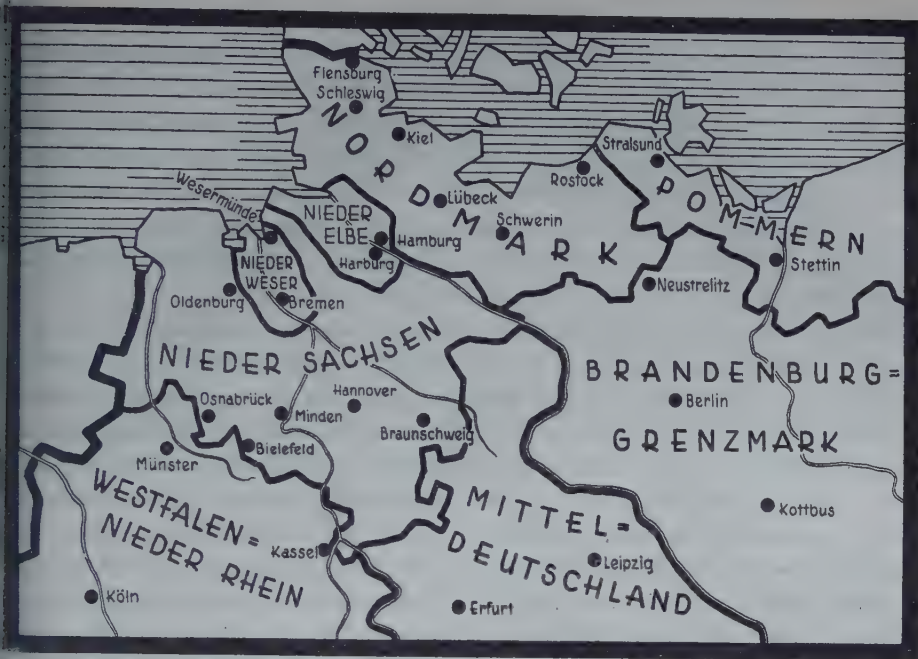 Flensburg
Schleswig
Kiel
NORDMARK
Stralsund
Rostock
POMMERN
Wesermünde
NIEDER
ELBE
Lübeck
Schwerin
Hamburg
Harburg
Stettin
NIEDER
WESER
Neustrelitz
Oldenburg
Bremen
NIEDER SACHSEN
BRANDENBURG=
GRENZMARK
Berlin
Hannover
Osnabrück
Minden
Braunschweig
Bielefeld
Münster
WESTFALEN=
NIEDER RHEIN
MITTEL=
DEUTSCHLAND
Kottbus
Kassel
Leipzig
Köln
Erfurt